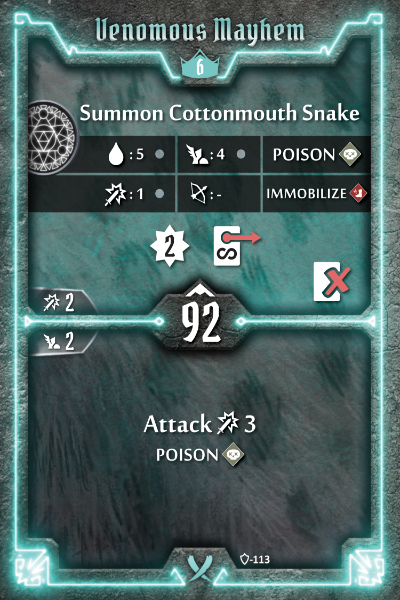 Venomous Mayhem
6
Summon Cottonmouth Snake
: 5 : 4 POISON
: 1 : - IMMOBILIZE
2
2
92
2
Attack 3
POISON
-113